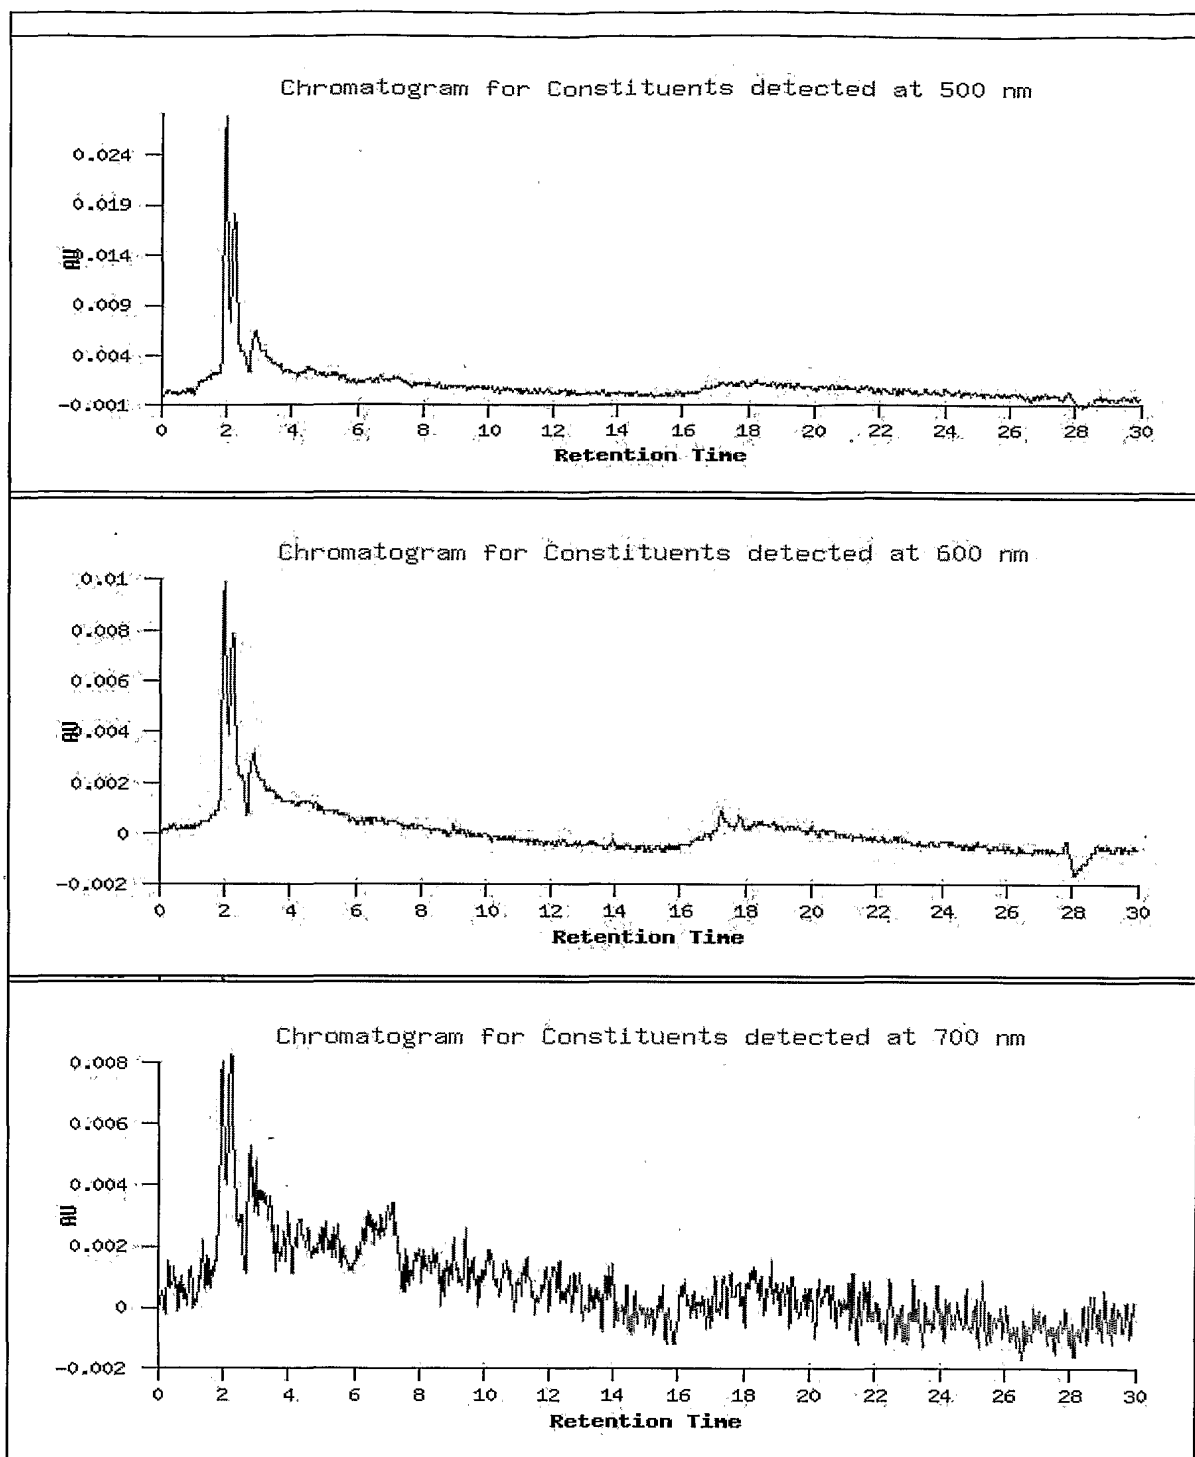 Chromatogram for Constituents detected at 500 nm
0.024
0.019
0.014
AU
0.009
0.004
-0.001
0 2 4 6 8 10 12 14 16 18 20 22 24 26 28 30
Retention Time
Chromatogram for Constituents detected at 600 nm
0.01
0.008
0.006
0.004
AU
0.002
0
-0.002
0 2 4 6 8 10 12 14 16 18 20 22 24 26 28 30
Retention Time
Chromatogram for Constituents detected at 700 nm
0.008
0.006
0.004
AU
0.002
0
-0.002
0 2 4 6 8 10 12 14 16 18 20 22 24 26 28 30
Retention Time